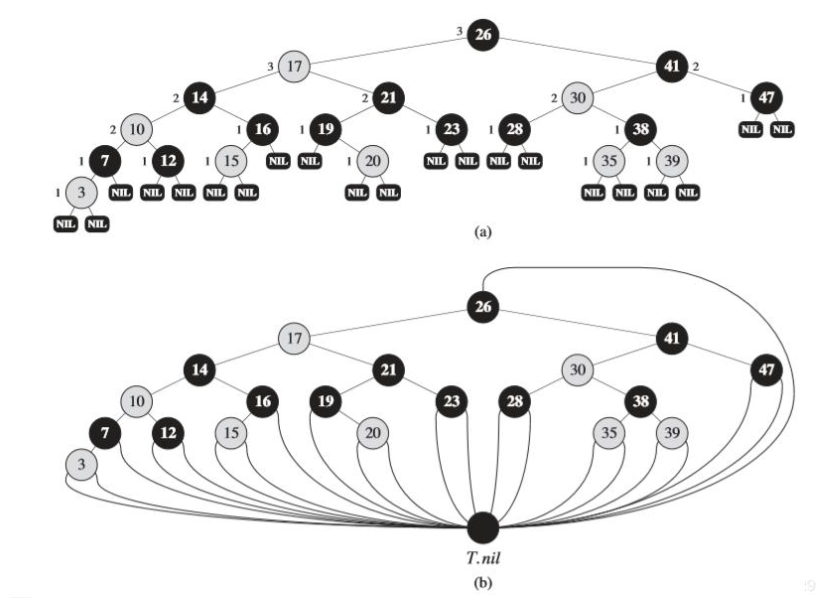 3 26
3 17 41 2
2 14 2 21 2 30 1 47
2 10 1 16 1 19 1 23 1 28 1 38 NIL NIL
1 7 1 12 1 15 NIL NIL 1 20 NIL NIL NIL NIL 1 35 1 39
1 3 NIL NIL NIL NIL NIL NIL NIL NIL NIL NIL NIL
NIL NIL
(a)
26
17 41
14 21 30 47
10 16 19 23 28 38
7 12 15 20 35 39
3
T.nil
(b)